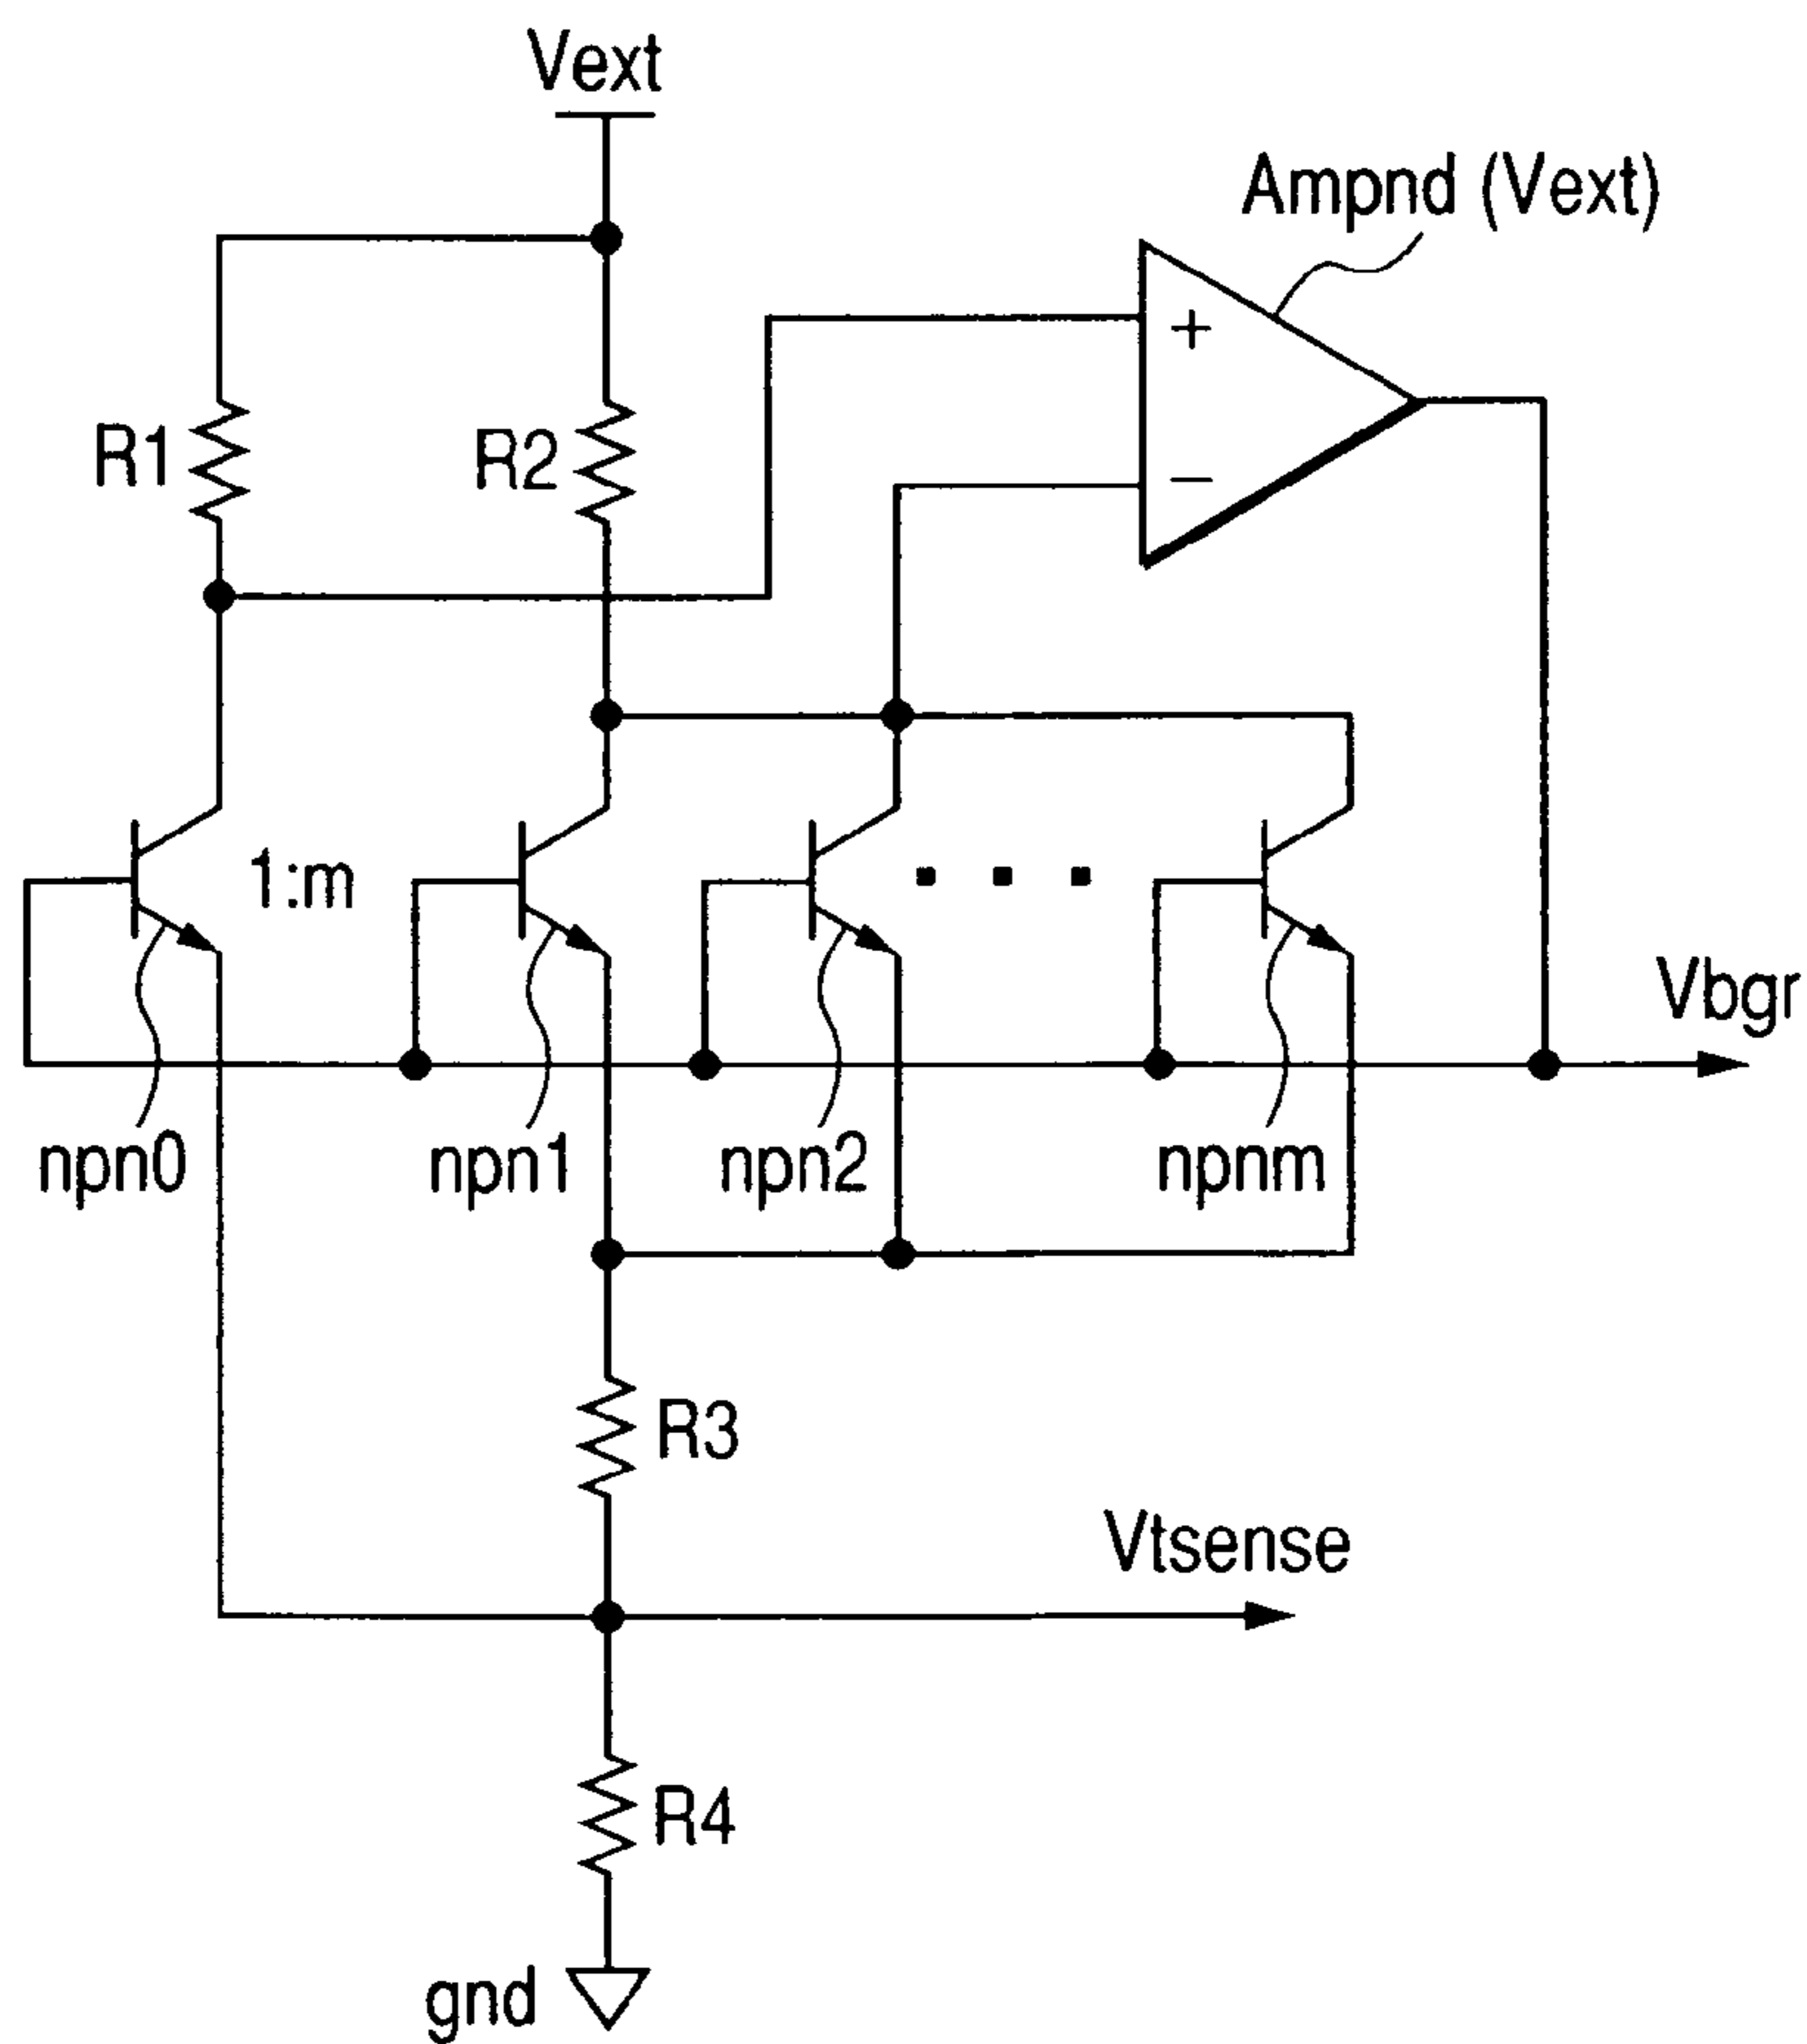 Vext
Ampnd (Vext)
+
R1
R2
−
1:m
Vbgr
npn0
npn1
npn2
npnm
R3
Vtsense
R4
gnd